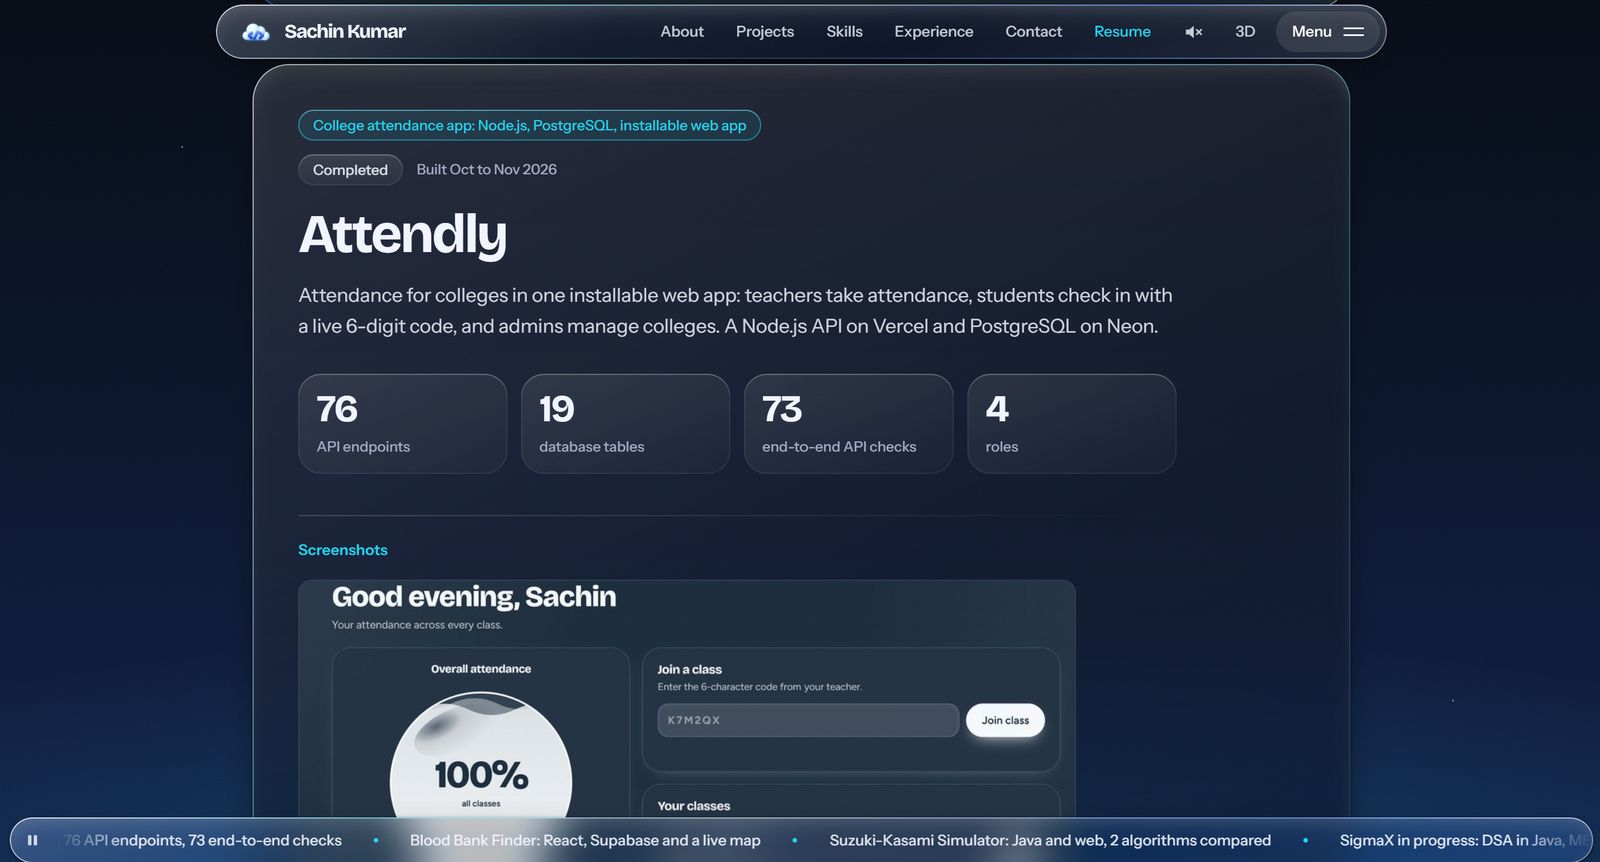 Sachin Kumar
About
Projects
Skills
Experience
Contact
Resume
3D
Menu
College attendance app: Node.js, PostgreSQL, installable web app
Completed
Built Oct to Nov 2026
Attendly
Attendance for colleges in one installable web app: teachers take attendance, students check in with
a live 6-digit code, and admins manage colleges. A Node.js API on Vercel and PostgreSQL on Neon.
76
API endpoints
19
database tables
73
end-to-end API checks
4
roles
Screenshots
Good evening, Sachin
Your attendance across every class.
Overall attendance
100%
all classes
Join a class
Enter the 6-character code from your teacher.
K7M2QX
Join class
Your classes
76 API endpoints, 73 end-to-end checks • Blood Bank Finder: React, Supabase and a live map • Suzuki-Kasami Simulator: Java and web, 2 algorithms compared • SigmaX in progress: DSA in Java,